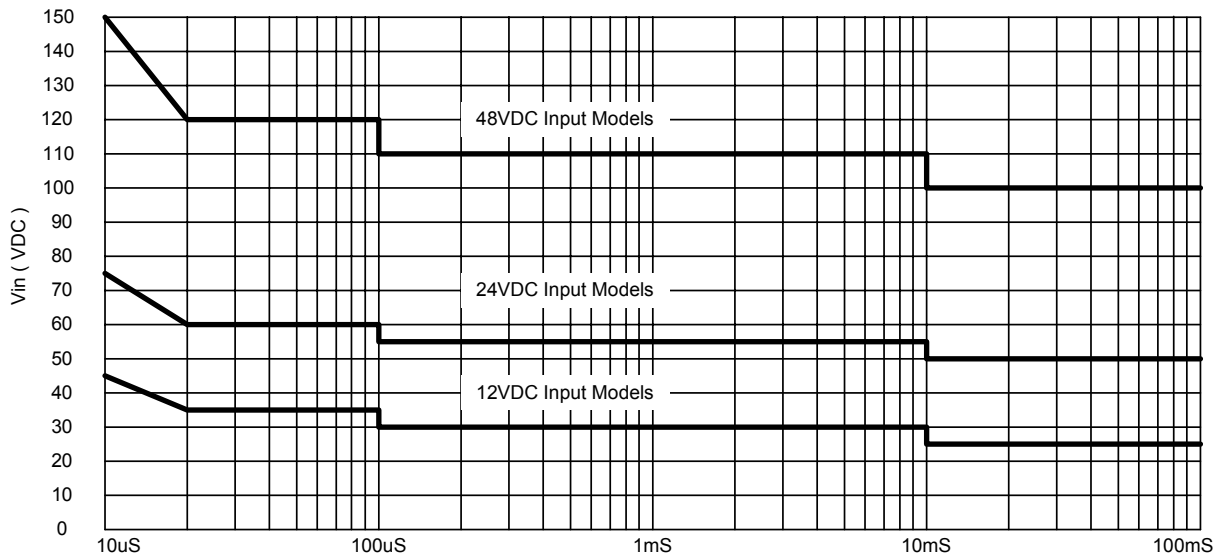 150
140
130
120
48VDC Input Models
110
100
90
80
Vin ( VDC )
70
24VDC Input Models
60
50
40
12VDC Input Models
30
20
10
0
10uS
100uS
1mS
10mS
100mS